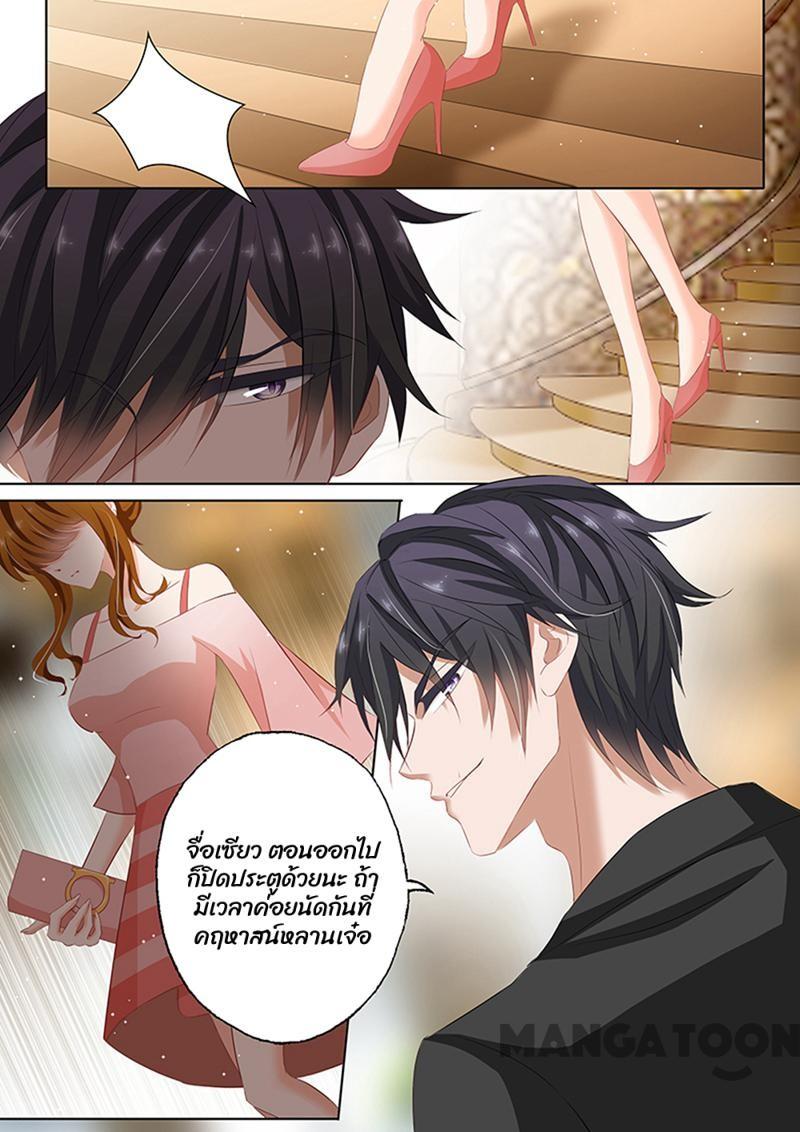 จื่อเซียว ตอนออกไป
ก็ปิดประตูด้วยนะ ถ้า
มีเวลาค่อยนัดกันที่
คฤหาสน์หลานเจ๋อ
MANGATOON